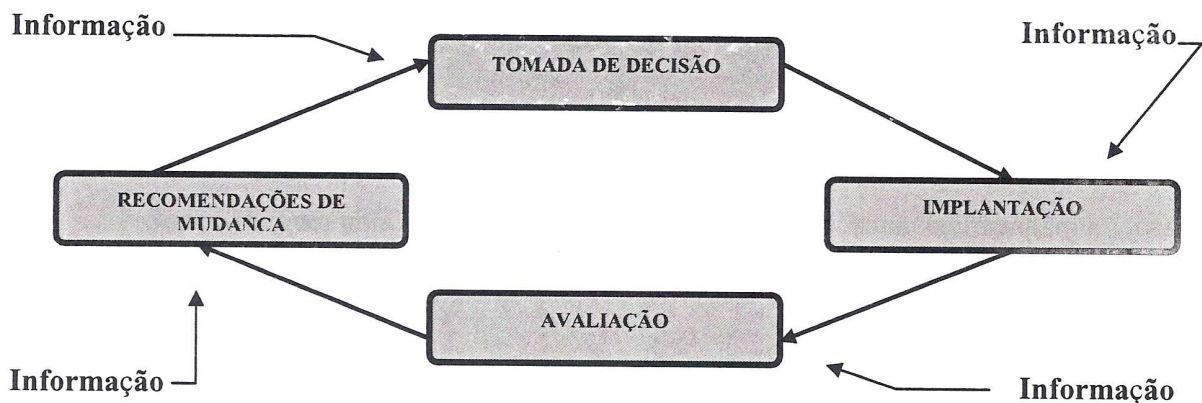 Informação
Informação
TOMADA DE DECISÃO
RECOMENDAÇÕES DE
MUDANCA
IMPLANTAÇÃO
AVALIAÇÃO
Informação
Informação